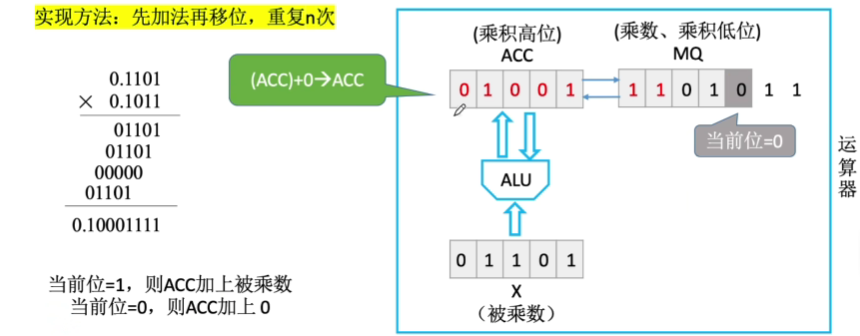 实现方法：先加法再移位，重复n次
0.1101
× 0.1011
01101
01101
00000
01101
0.10001111
当前位=1，则ACC加上被乘数
当前位=0，则ACC加上 0
(ACC)+0→ACC
(乘积高位)
ACC
0 1 0 0 1
(乘数、乘积低位)
MQ
1 1 0 1 0 1 1
当前位=0
ALU
0 1 1 0 1
X
（被乘数）
运算器